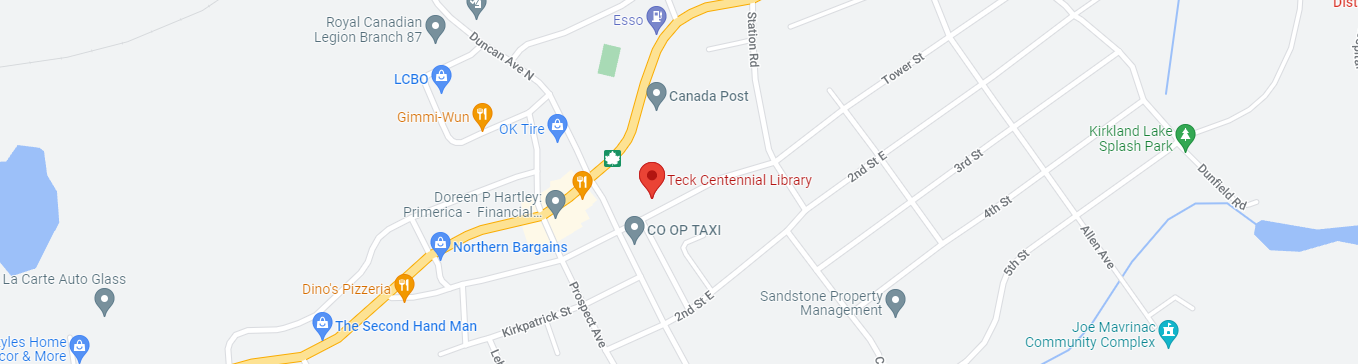 Royal Canadian
Legion Branch 87
Duncan Ave N
Esso
Station Rd
LCBO
Canada Post
Tower St
Gimmi-Wun
OK Tire
Kirkland Lake
Splash Park
Teck Centennial Library
2nd St E
3rd St
Dunfield Rd
Doreen P Hartley:
Primerica - Financial...
4th St
CO OP TAXI
Northern Bargains
Allen Ave
5th St
La Carte Auto Glass
Dino's Pizzeria
2nd St E
Sandstone Property
Management
Prospect Ave
Kirkpatrick St
The Second Hand Man
Joe Mavrinac
Community Complex
Home
& More